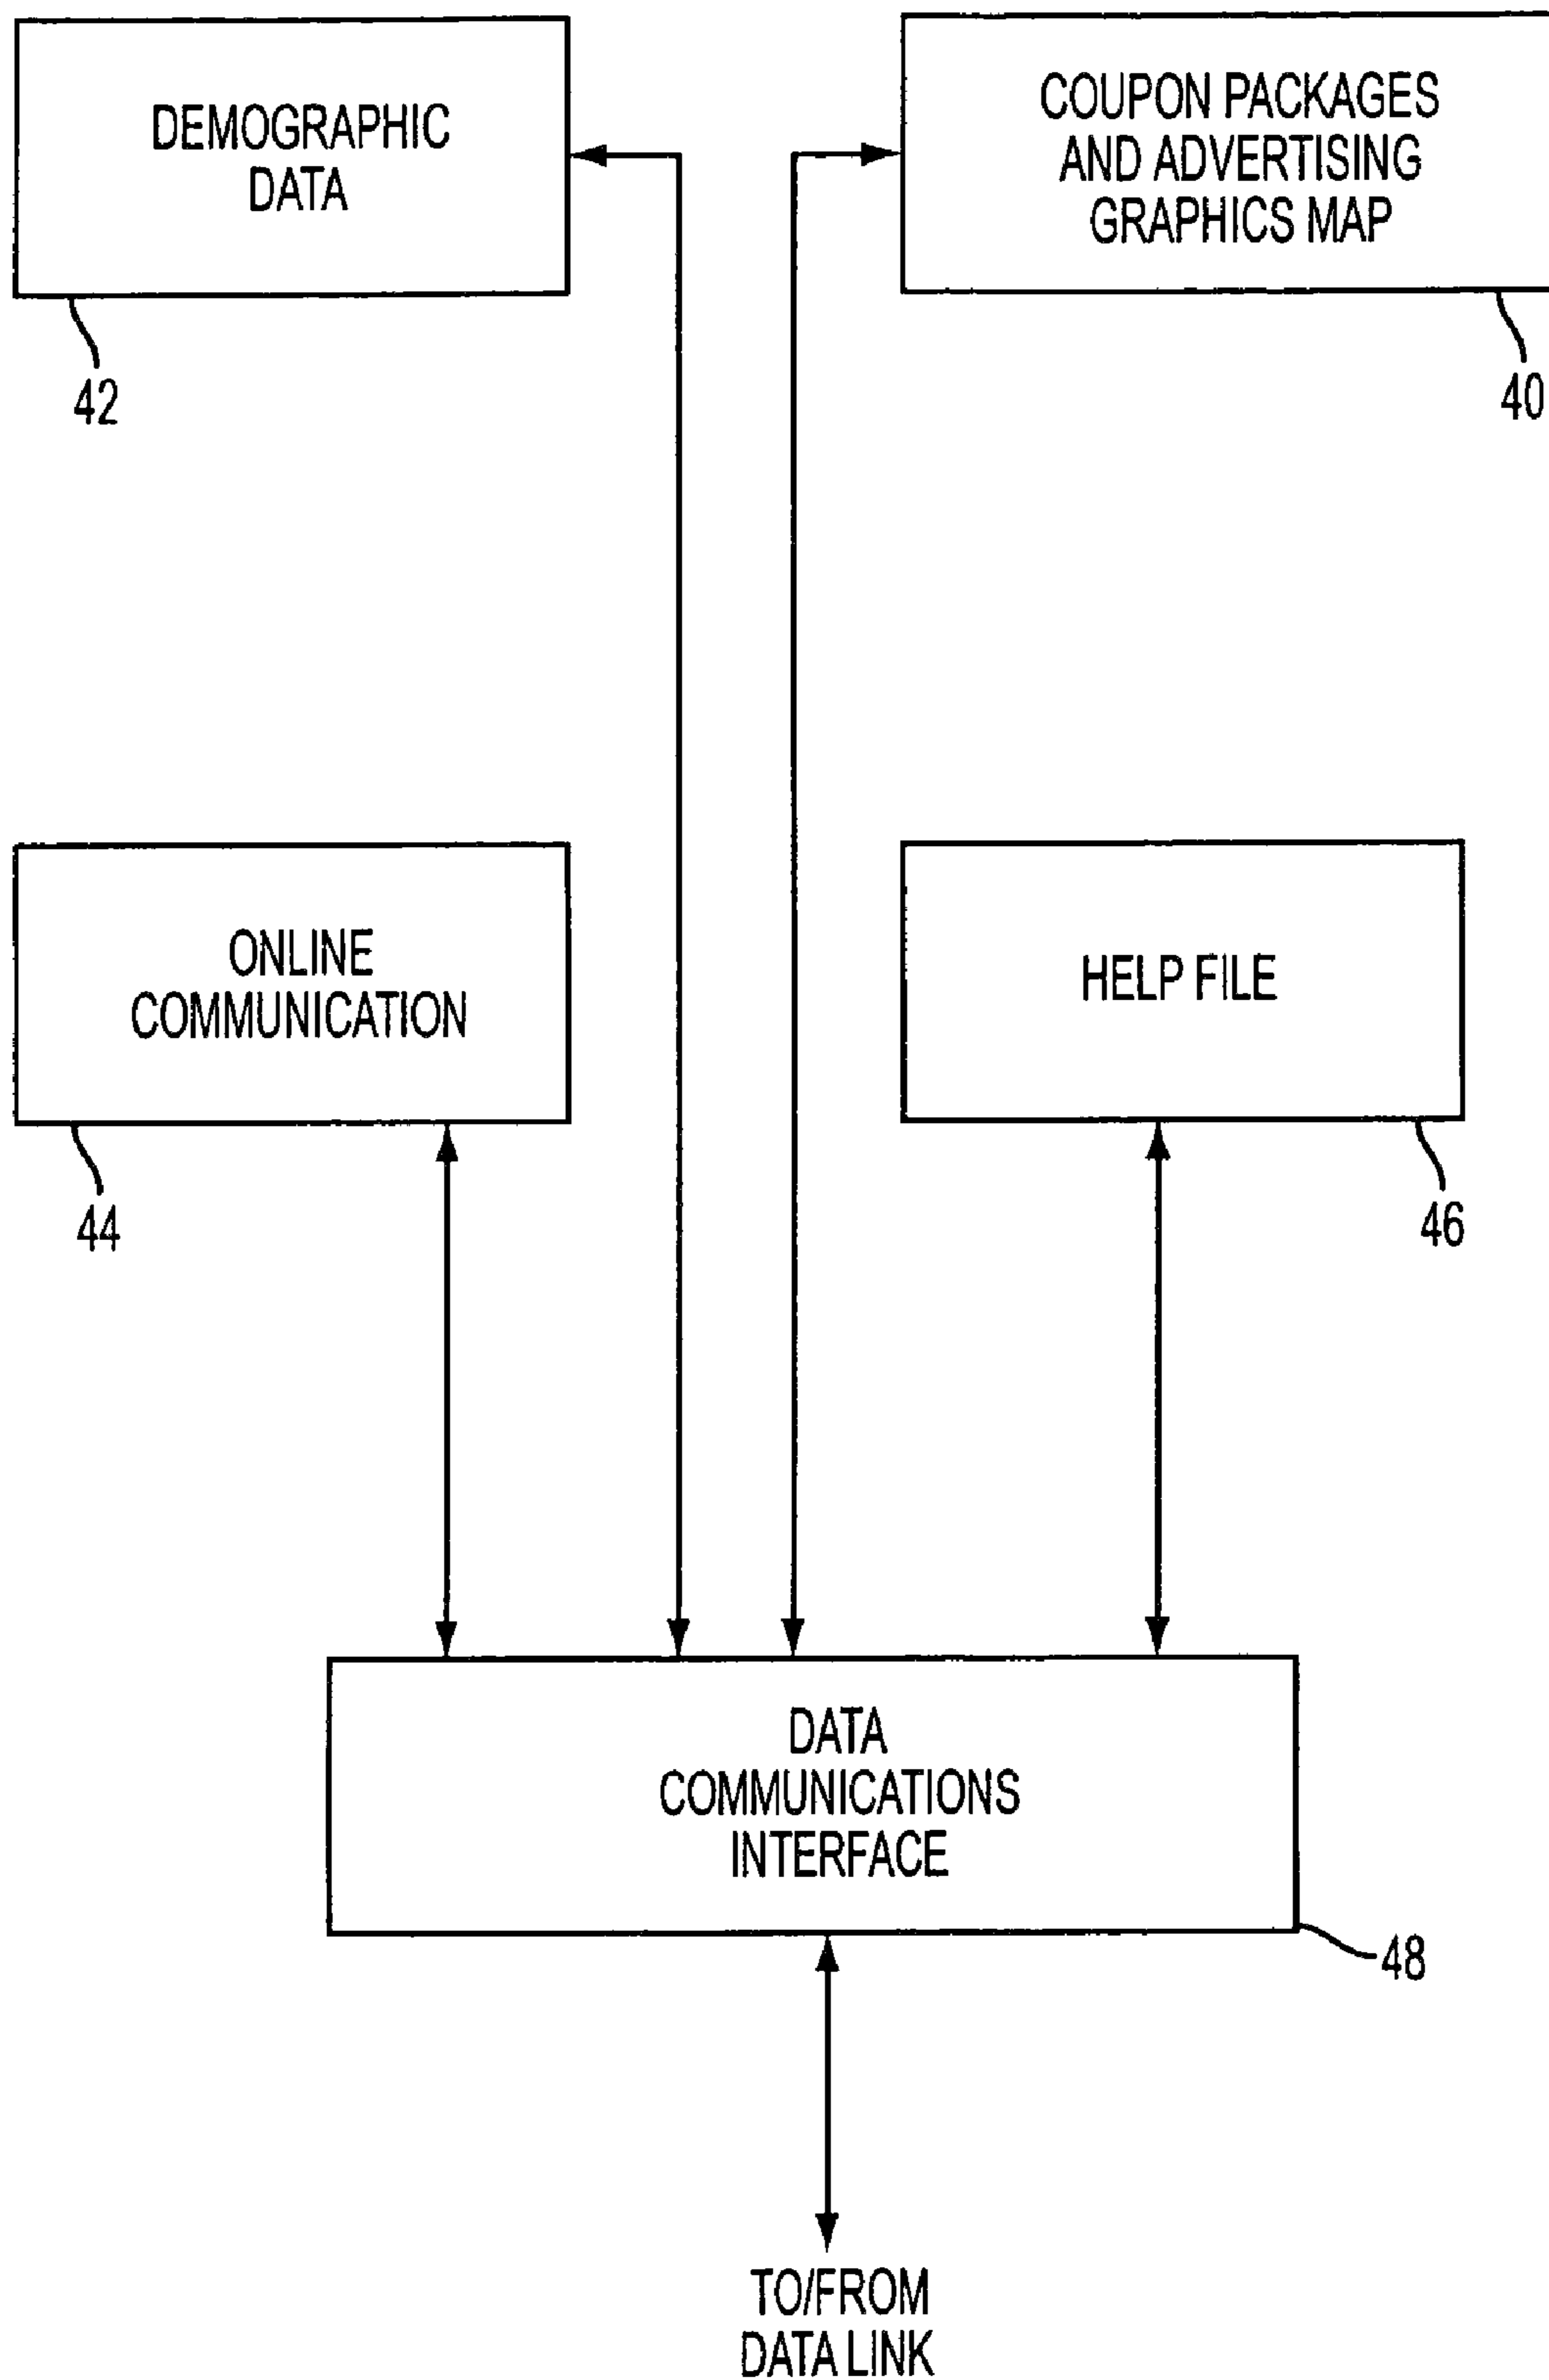 DEMOGRAPHIC
DATA
42
COUPON PACKAGES
AND ADVERTISING
GRAPHICS MAP
40
ONLINE
COMMUNICATION
44
HELP FILE
46
DATA
COMMUNICATIONS
INTERFACE
48
TO/FROM
DATA LINK